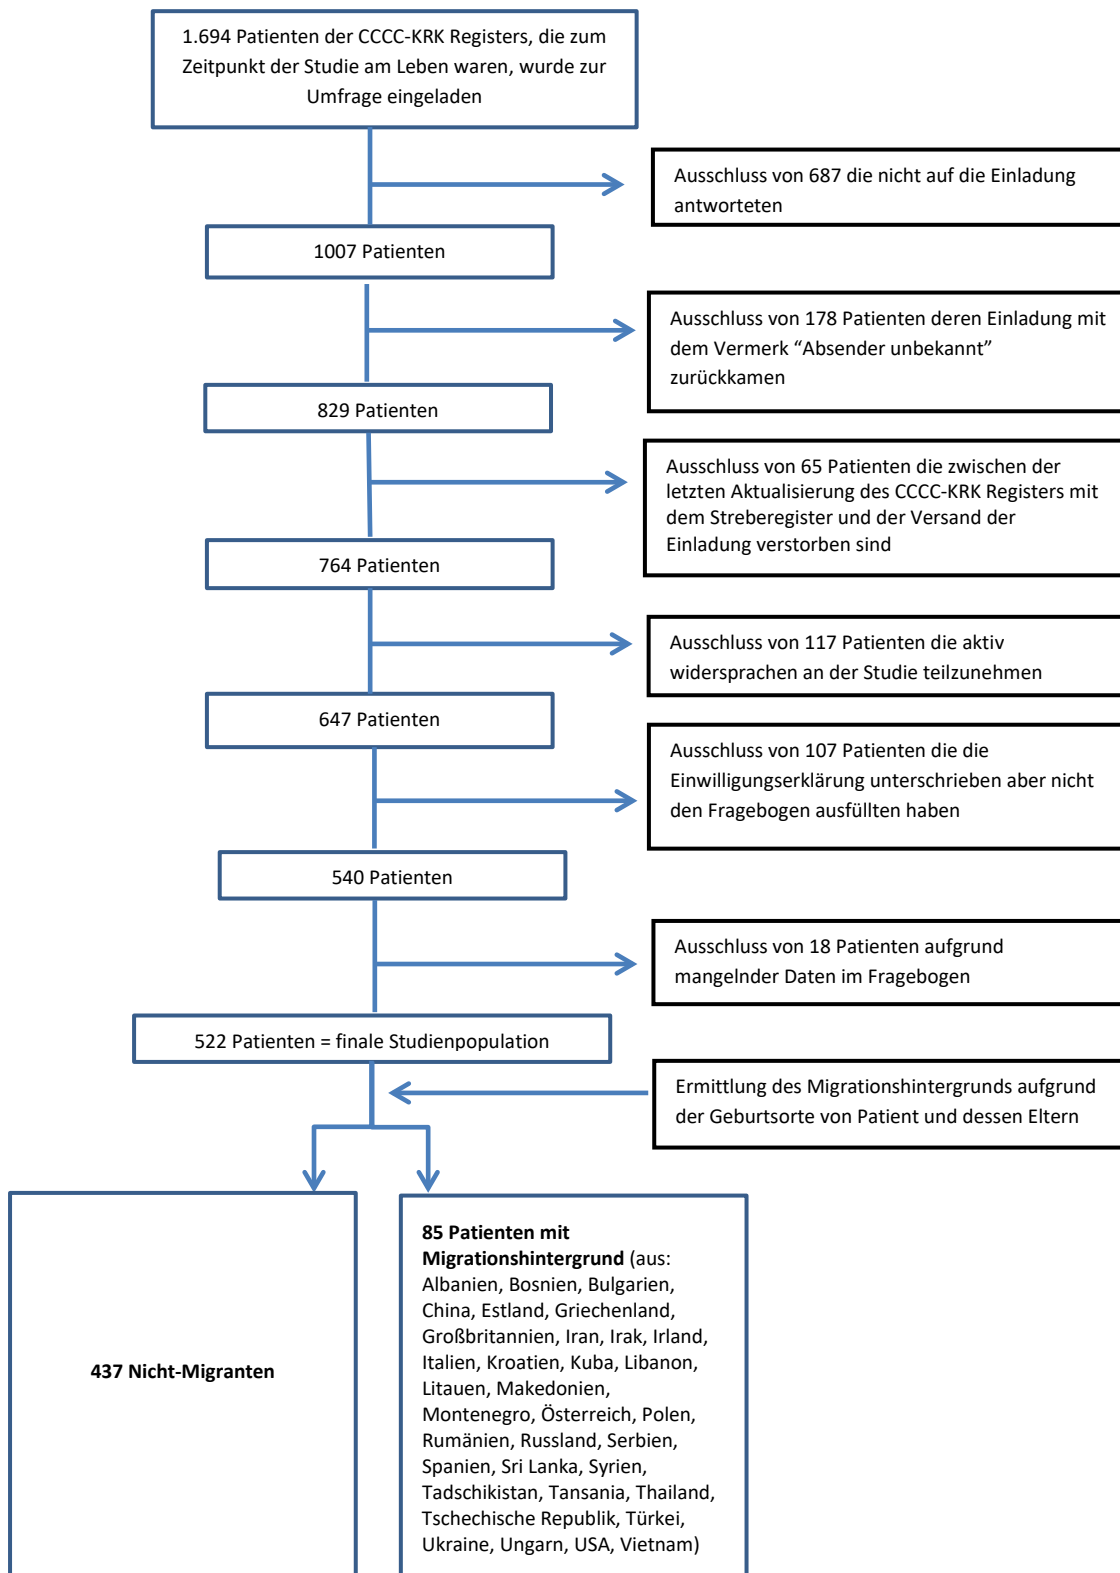 1.694 Patienten der CCCC-KRK Registers, die zum
Zeitpunkt der Studie am Leben waren, wurde zur
Umfrage eingeladen
Ausschluss von 687 die nicht auf die Einladung
antworteten
1007 Patienten
Ausschluss von 178 Patienten deren Einladung mit
dem Vermerk “Absender unbekannt”
zurückkamen
829 Patienten
Ausschluss von 65 Patienten die zwischen der
letzten Aktualisierung des CCCC-KRK Registers mit
dem Streberegister und der Versand der
Einladung verstorben sind
764 Patienten
Ausschluss von 117 Patienten die aktiv
widersprachen an der Studie teilzunehmen
647 Patienten
Ausschluss von 107 Patienten die die
Einwilligungserklärung unterschrieben aber nicht
den Fragebogen ausfüllten haben
540 Patienten
Ausschluss von 18 Patienten aufgrund
mangelnder Daten im Fragebogen
522 Patienten = finale Studienpopulation
Ermittlung des Migrationshintergrunds aufgrund
der Geburtsorte von Patient und dessen Eltern
437 Nicht-Migranten
85 Patienten mit
Migrationshintergrund (aus:
Albanien, Bosnien, Bulgarien,
China, Estland, Griechenland,
Großbritannien, Iran, Irak, Irland,
Italien, Kroatien, Kuba, Libanon,
Litauen, Makedonien,
Montenegro, Österreich, Polen,
Rumänien, Russland, Serbien,
Spanien, Sri Lanka, Syrien,
Tadschikistan, Tansania, Thailand,
Tschechische Republik, Türkei,
Ukraine, Ungarn, USA, Vietnam)